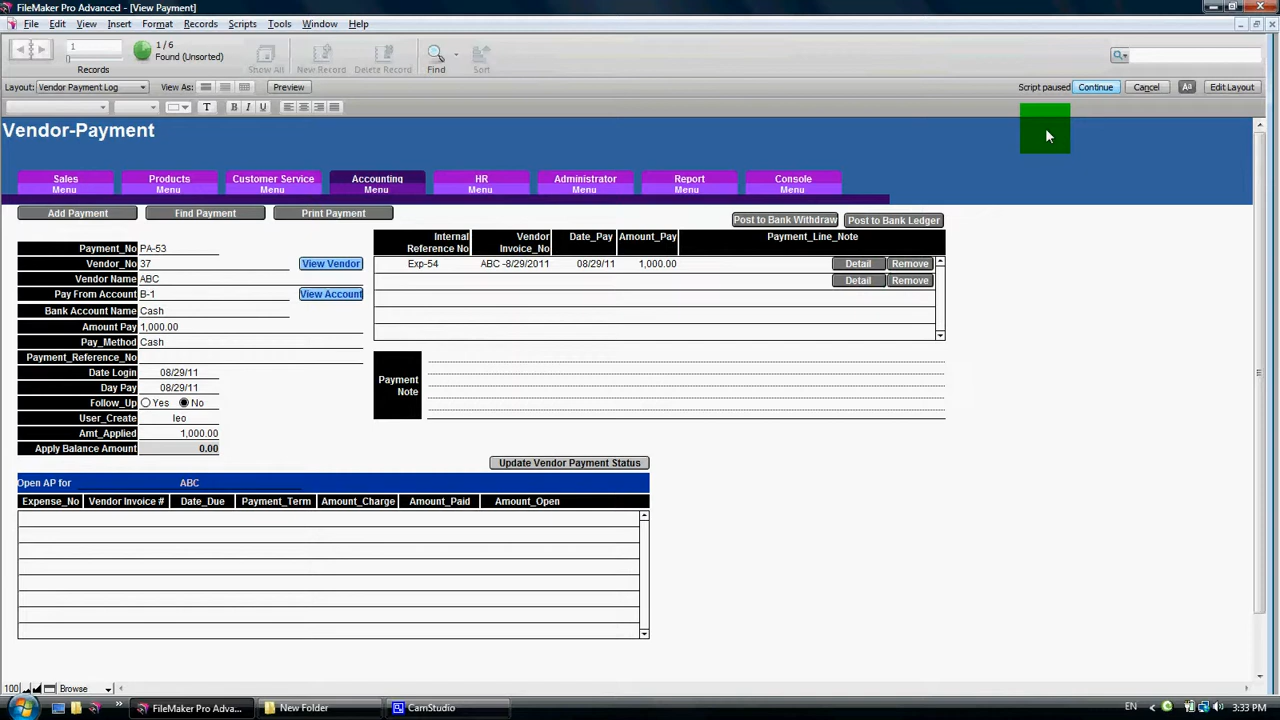 FileMaker Pro Advanced - [View Payment]
File Edit View Insert Format Records Scripts Tools Window Help
1
1 / 6
Found (Unsorted)
Records
Show All
New Record
Delete Record
Find
Sort
Layout: Vendor Payment Log View As: Preview
Script paused Continue Cancel Aa Edit Layout
T B I U
Vendor-Payment
Sales Menu
Products Menu
Customer Service Menu
Accounting Menu
HR Menu
Administrator Menu
Report Menu
Console Menu
Add Payment Find Payment Print Payment
Post to Bank Withdraw Post to Bank Ledger
Payment_No PA-53
Vendor_No 37 View Vendor
Vendor Name ABC
Pay From Account B-1 View Account
Bank Account Name Cash
Amount Pay 1,000.00
Pay_Method Cash
Payment_Reference_No
Date Login 08/29/11
Day Pay 08/29/11
Follow_Up Yes No
User_Create leo
Amt_Applied 1,000.00
Apply Balance Amount 0.00
Internal Reference No
Vendor Invoice_No
Date_Pay
Amount_Pay
Payment_Line_Note
Exp-54 ABC -8/29/2011 08/29/11 1,000.00 Detail Remove
Detail Remove
Payment Note
Update Vendor Payment Status
Open AP for ABC
Expense_No Vendor Invoice # Date_Due Payment_Term Amount_Charge Amount_Paid Amount_Open
100 Browse
FileMaker Pro Adva... New Folder CamStudio EN 3:33 PM